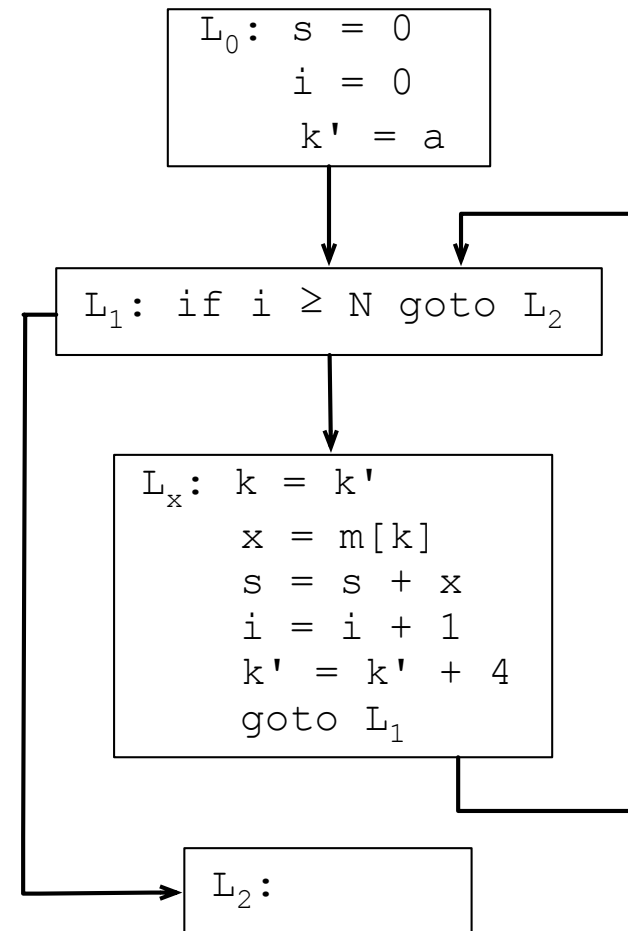 L₀: s = 0
i = 0
k' = a
L₁: if i ≥ N goto L₂
Lₓ: k = k'
x = m[k]
s = s + x
i = i + 1
k' = k' + 4
goto L₁
L₂: